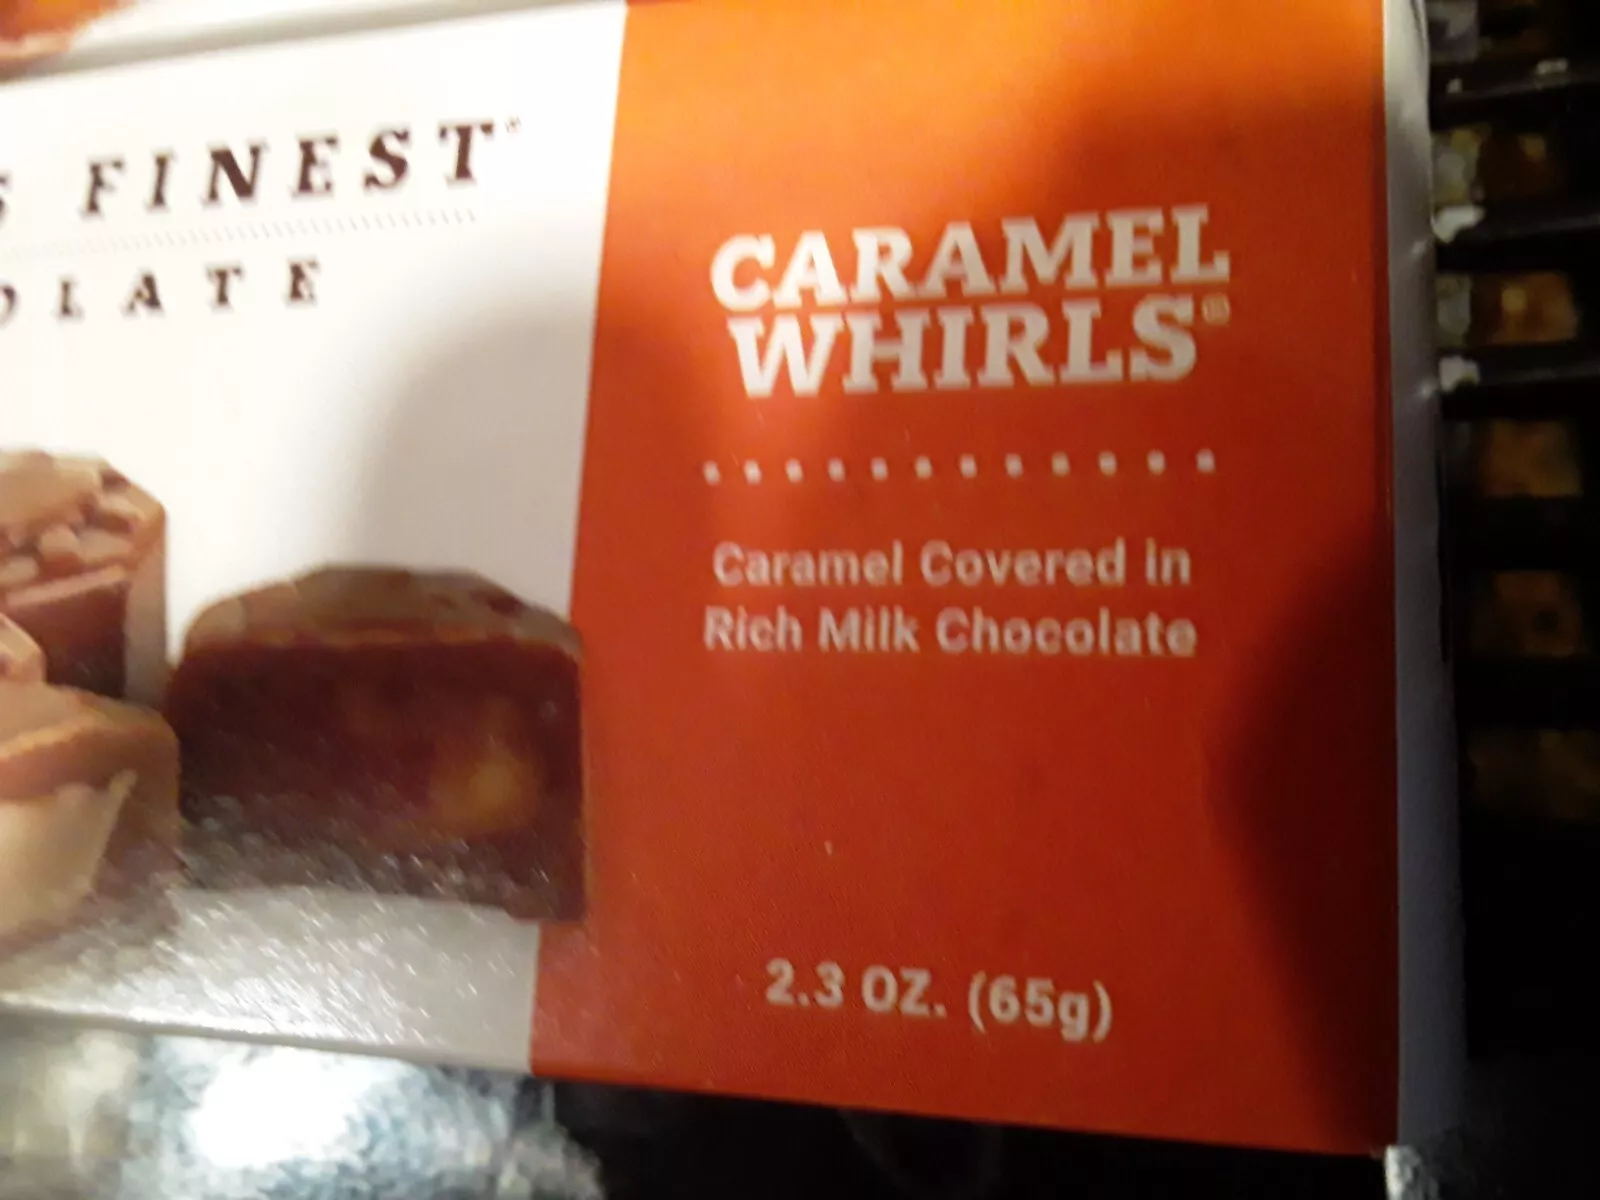 S FINEST®
OLATE
CARAMEL
WHIRLS®
Caramel Covered in
Rich Milk Chocolate
2.3 OZ. (65g)